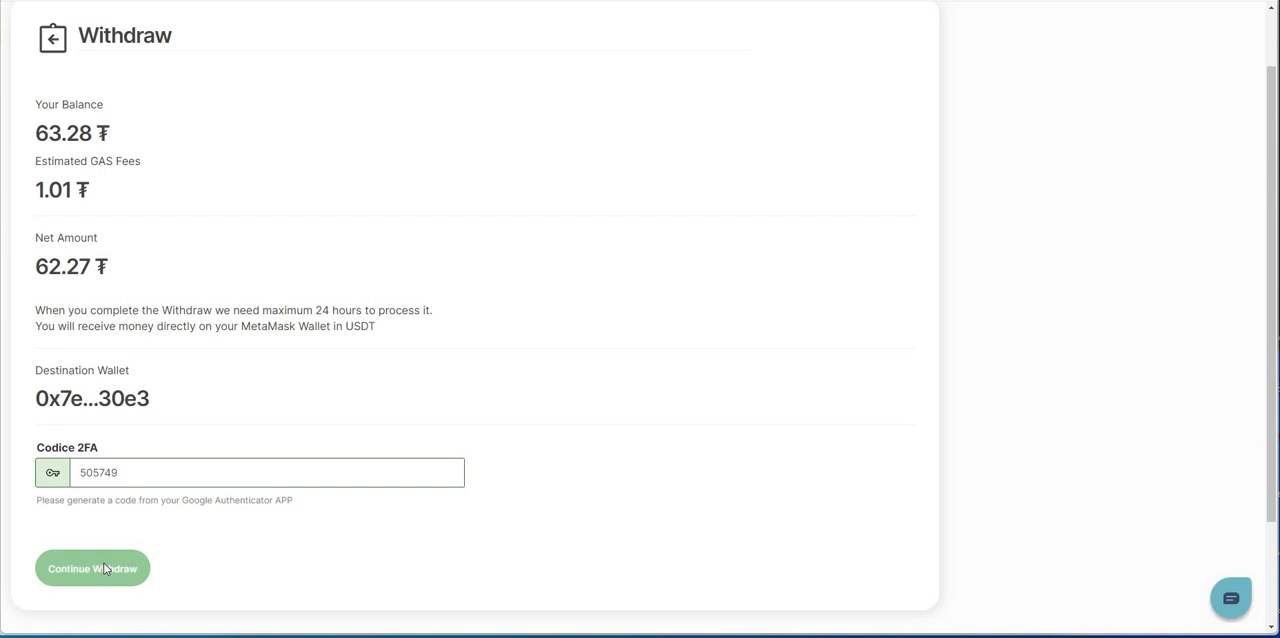 Withdraw
Your Balance
63.28 ₮
Estimated GAS Fees
1.01 ₮
Net Amount
62.27 ₮
When you complete the Withdraw we need maximum 24 hours to process it.
You will receive money directly on your MetaMask Wallet in USDT
Destination Wallet
0x7e...30e3
Codice 2FA
505749
Please generate a code from your Google Authenticator APP
Continue Withdraw